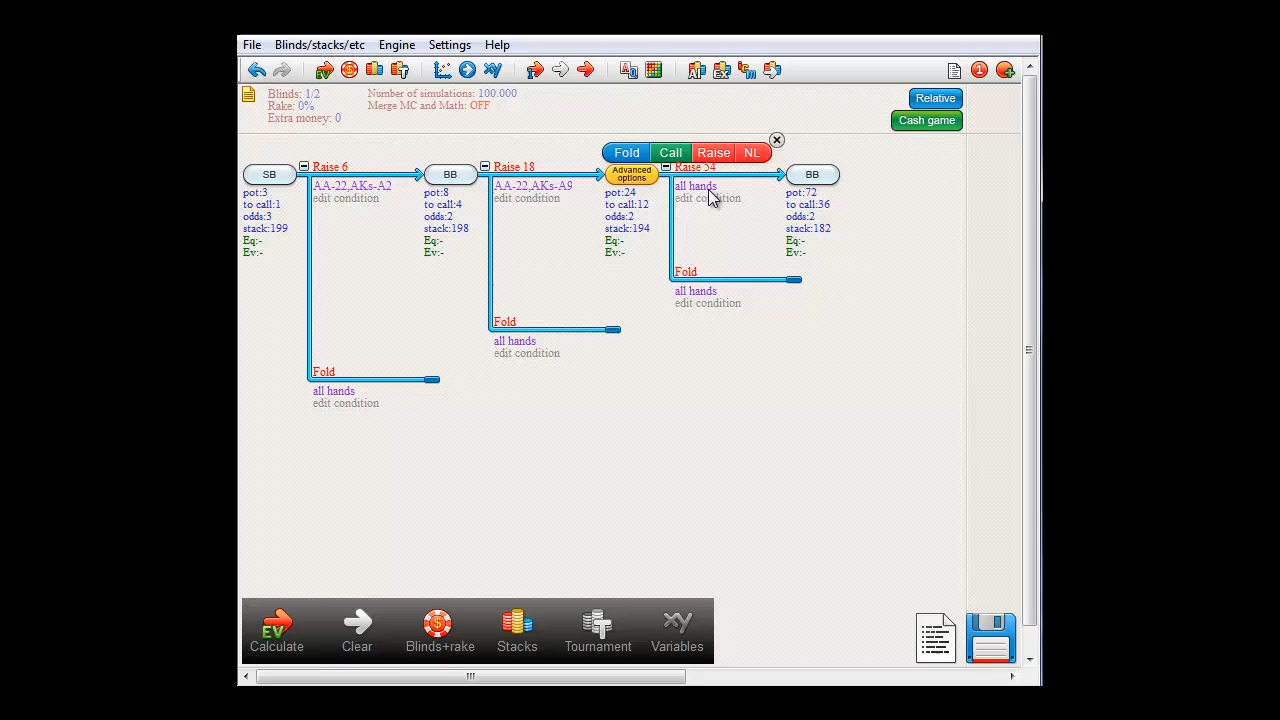 File Blinds/stacks/etc Engine Settings Help
Blinds: 1/2
Rake: 0%
Extra money: 0
Number of simulations: 100.000
Merge MC and Math: OFF
Relative
Cash game
Fold Call Raise NL
SB
Raise 6
AA-22,AKs-A2
edit condition
pot:3
to call:1
odds:3
stack:199
Eq:-
Ev:-
BB
Raise 18
AA-22,AKs-A9
edit condition
pot:8
to call:4
odds:2
stack:198
Eq:-
Ev:-
Advanced
options
Raise 54
all hands
edit condition
pot:24
to call:12
odds:2
stack:194
Eq:-
Ev:-
BB
pot:72
to call:36
odds:2
stack:182
Eq:-
Ev:-
Fold
all hands
edit condition
Fold
all hands
edit condition
Fold
all hands
edit condition
EV
Calculate Clear Blinds+rake Stacks Tournament Variables